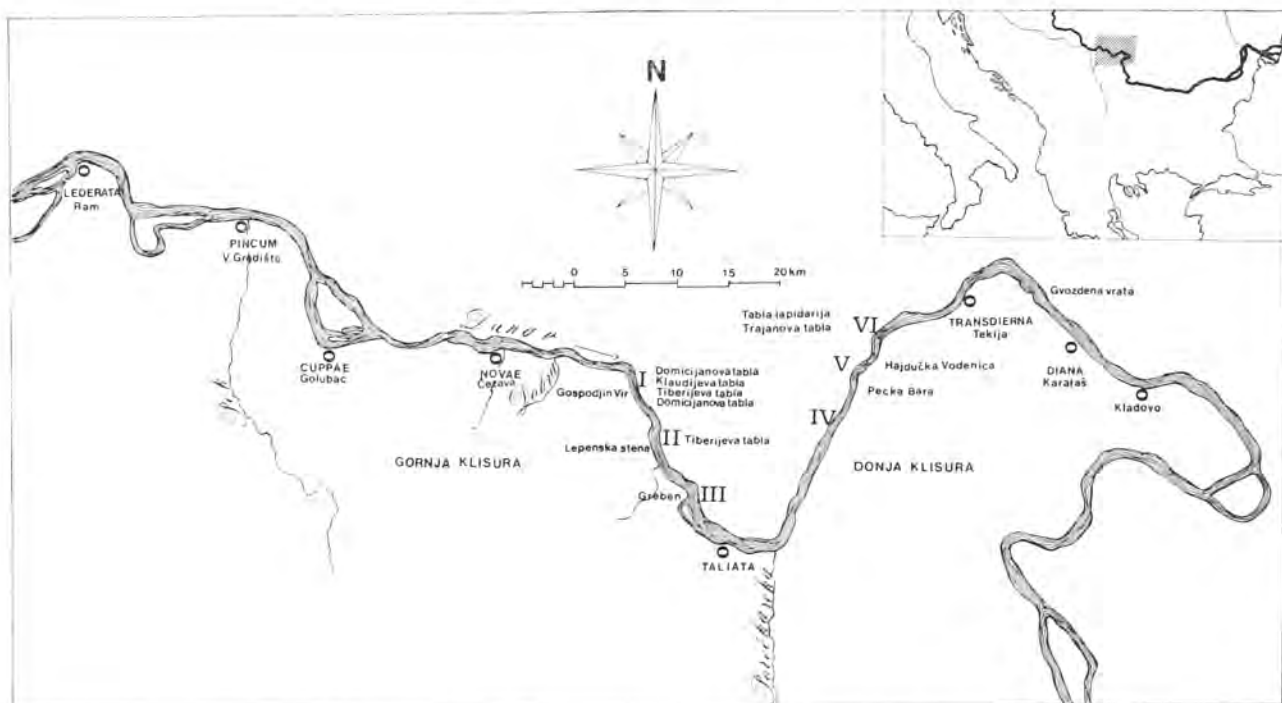 N
LEDERATA
Ram
PINCUM
V. Gradište
0 5 10 15 20 km
Dunav
CUPPAE
Golubac
NOVAE
Čezava
Gospodjin Vir
I
Domicijanova tabla
Klaudijeva tabla
Tiberijeva tabla
Domicijanova tabla
GORNJA KLISURA
Lepenska stena
II
Tiberijeva tabla
Greben
III
TALIATA
Porečka reka
Tabla lapidarija
Trajanova tabla
VI
V
Hajdučka Vodenica
Pecka Bara
IV
DONJA KLISURA
TRANSDIERNA
Tekija
Gvozdena vrata
DIANA
Karataš
Kladovo